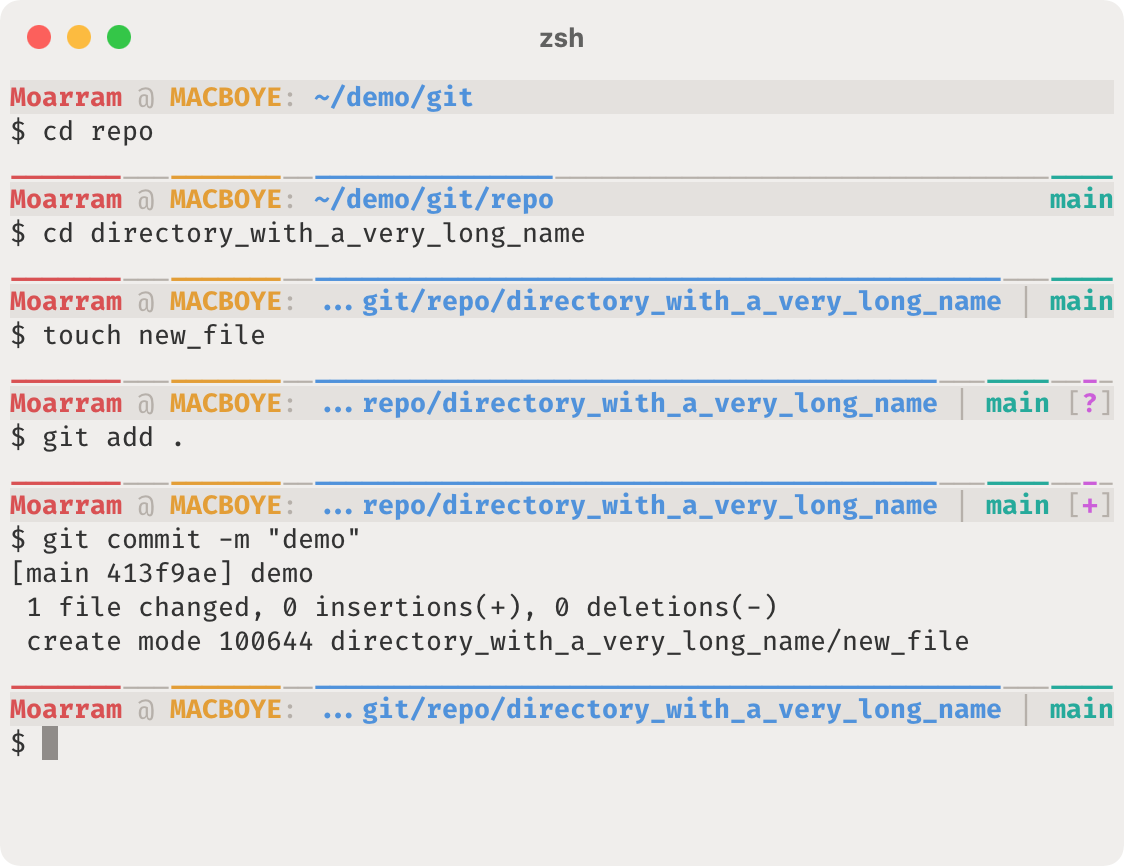 zsh
Moarram @ MACBOYE: ~/demo/git
$ cd repo
Moarram @ MACBOYE: ~/demo/git/repo main
$ cd directory_with_a_very_long_name
Moarram @ MACBOYE: ...git/repo/directory_with_a_very_long_name | main
$ touch new_file
Moarram @ MACBOYE: ...repo/directory_with_a_very_long_name | main [?]
$ git add .
Moarram @ MACBOYE: ...repo/directory_with_a_very_long_name | main [+]
$ git commit -m "demo"
[main 413f9ae] demo
1 file changed, 0 insertions(+), 0 deletions(-)
create mode 100644 directory_with_a_very_long_name/new_file
Moarram @ MACBOYE: ...git/repo/directory_with_a_very_long_name | main
$